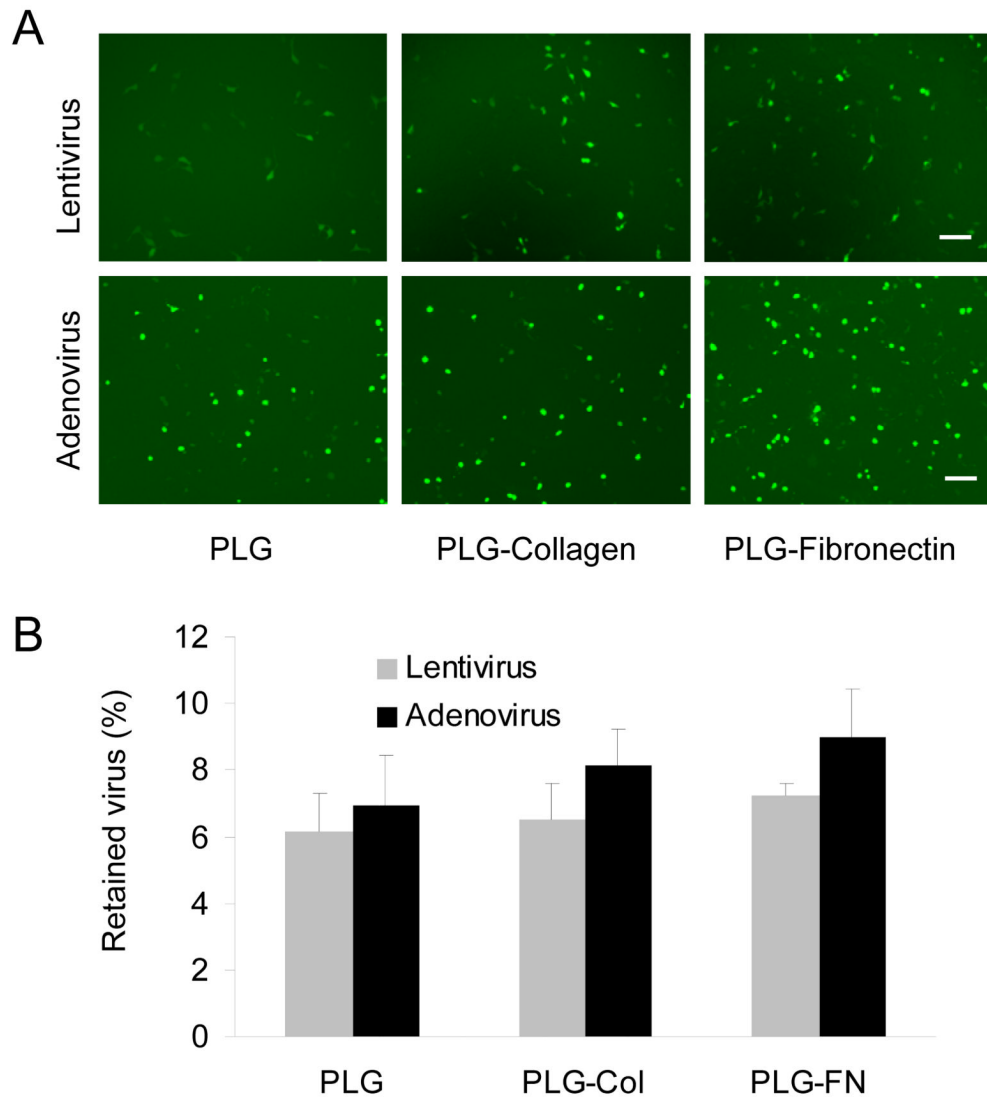 A
Lentivirus
Adenovirus
PLG
PLG-Collagen
PLG-Fibronectin
B
Retained virus (%)
12
10
8
6
4
2
0
Lentivirus
Adenovirus
PLG
PLG-Col
PLG-FN